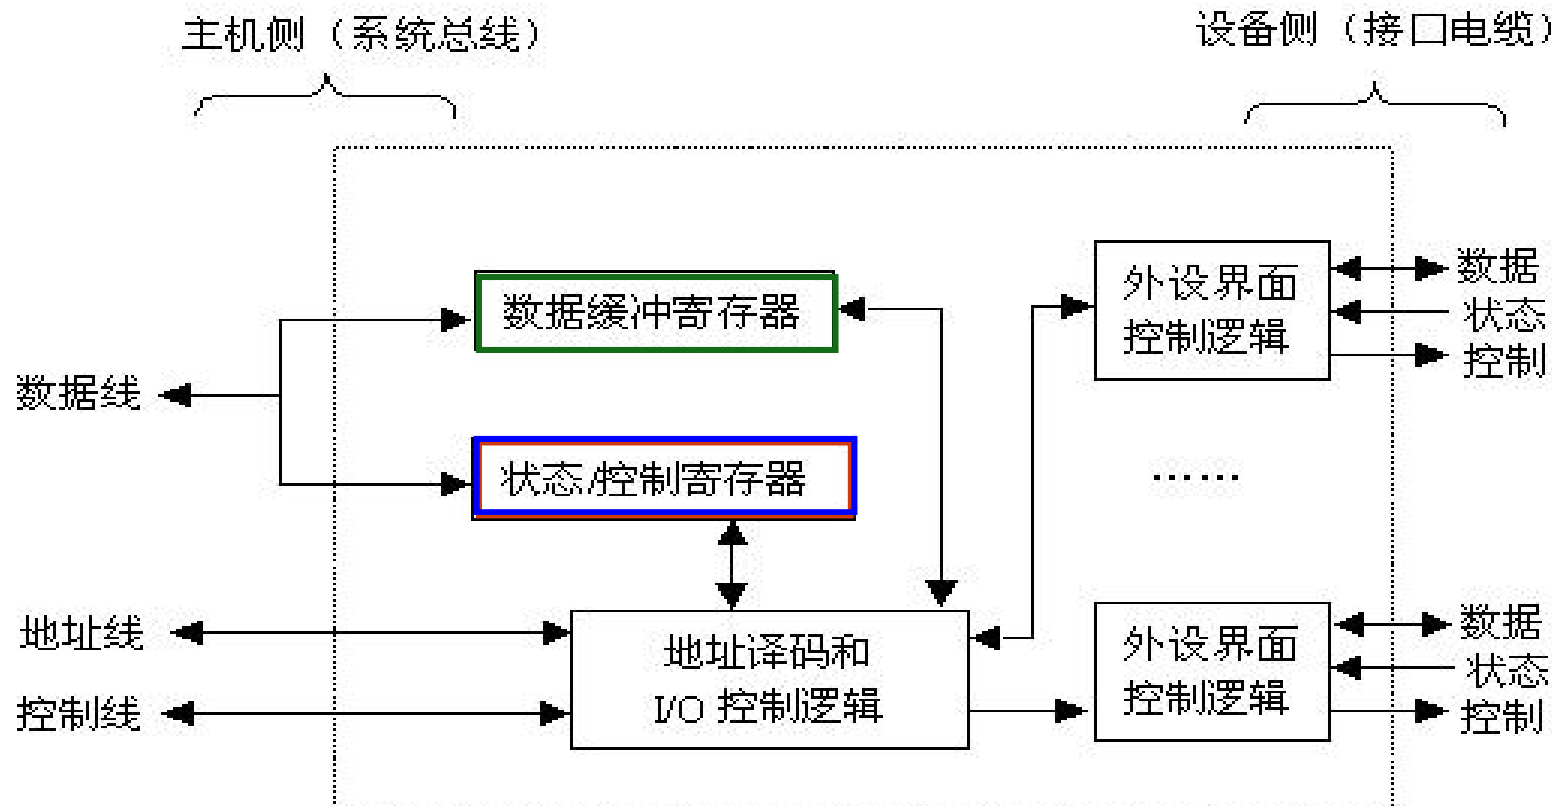 主机侧（系统总线）
设备侧（接口电缆）
数据缓冲寄存器
外设界面
控制逻辑
数据
状态
控制
数据线
状态/控制寄存器
……
地址线
控制线
地址译码和
I/O 控制逻辑
外设界面
控制逻辑
数据
状态
控制